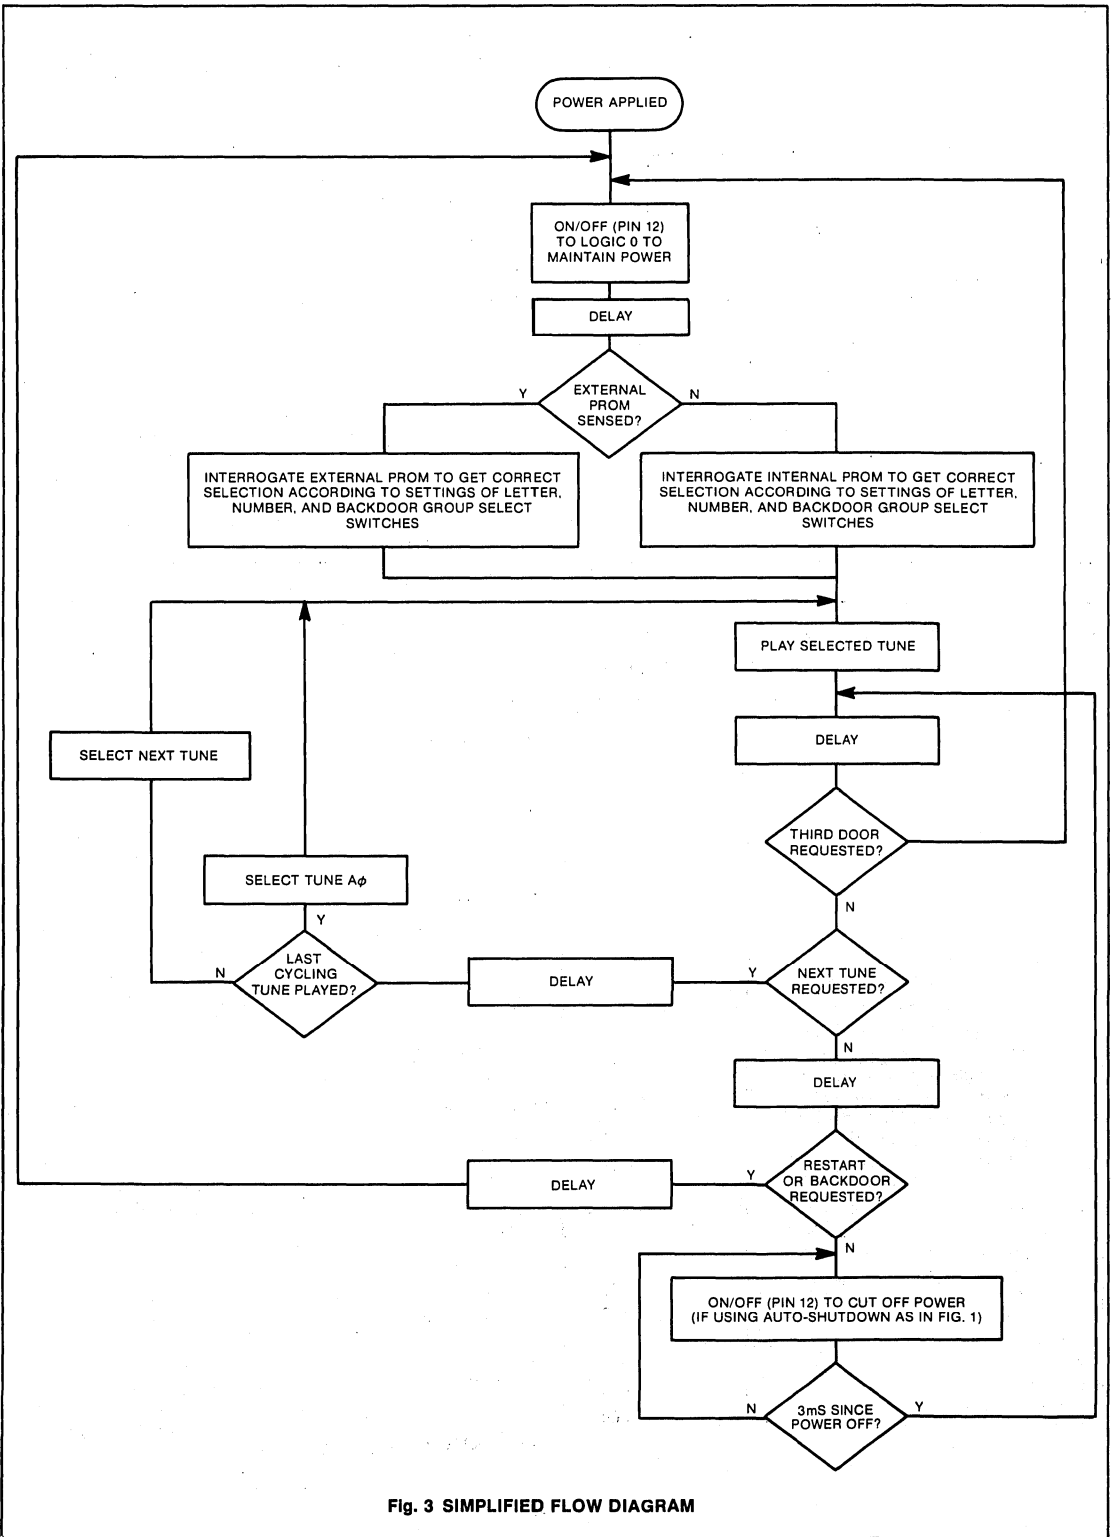 POWER APPLIED
ON/OFF (PIN 12)
TO LOGIC 0 TO
MAINTAIN POWER
DELAY
Y
EXTERNAL
PROM
SENSED?
N
INTERROGATE EXTERNAL PROM TO GET CORRECT
SELECTION ACCORDING TO SETTINGS OF LETTER,
NUMBER, AND BACKDOOR GROUP SELECT
SWITCHES
INTERROGATE INTERNAL PROM TO GET CORRECT
SELECTION ACCORDING TO SETTINGS OF LETTER,
NUMBER, AND BACKDOOR GROUP SELECT
SWITCHES
PLAY SELECTED TUNE
DELAY
SELECT NEXT TUNE
THIRD DOOR
REQUESTED?
SELECT TUNE Aϕ
N
Y
LAST
CYCLING
TUNE PLAYED?
N
DELAY
Y
NEXT TUNE
REQUESTED?
N
DELAY
RESTART
OR BACKDOOR
REQUESTED?
Y
DELAY
N
ON/OFF (PIN 12) TO CUT OFF POWER
(IF USING AUTO-SHUTDOWN AS IN FIG. 1)
N
3mS SINCE
POWER OFF?
Y
Fig. 3 SIMPLIFIED FLOW DIAGRAM